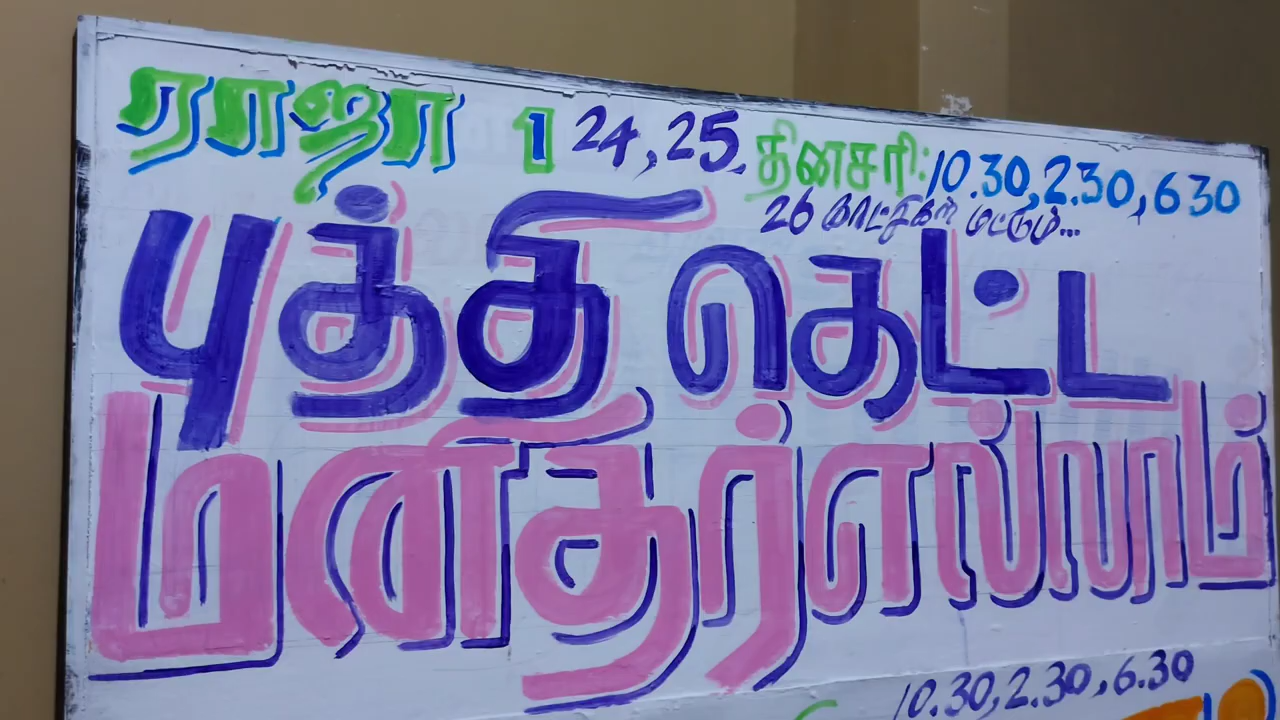 ராஜா 1 24, 25. தினசரி: 10.30, 2.30, 6 30
26 காட்சிகள் மட்டும்...
புத்தி கெட்ட
மனிதர்எல்லாம்
10.30, 2.30, 6.30